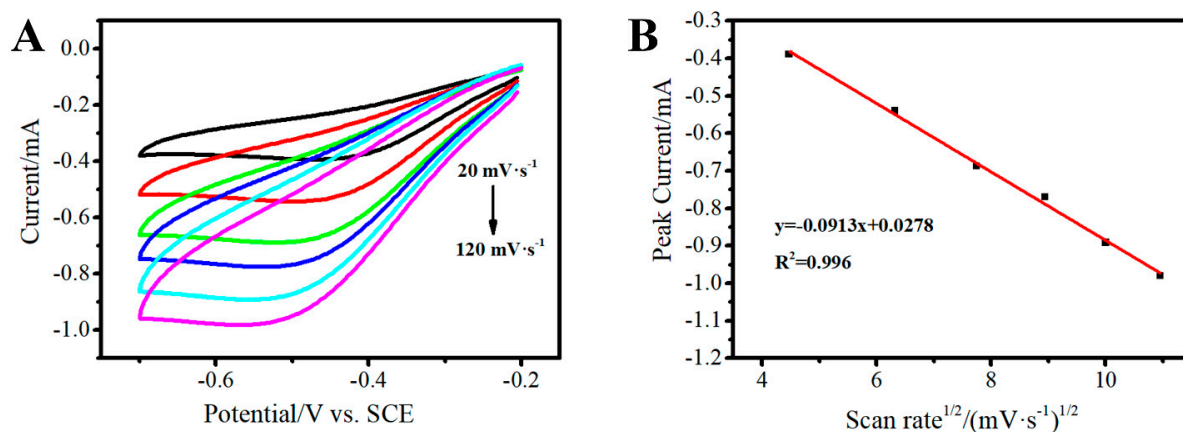 A
0.0
-0.2
-0.4
-0.6
-0.8
-1.0
Current/mA
20 mV·s⁻¹
120 mV·s⁻¹
-0.6
-0.4
-0.2
Potential/V vs. SCE
B
-0.3
-0.4
-0.5
-0.6
-0.7
-0.8
-0.9
-1.0
-1.1
-1.2
Peak Current/mA
y=-0.0913x+0.0278
R²=0.996
4
6
8
10
Scan rate^1/2/(mV·s⁻¹)^1/2